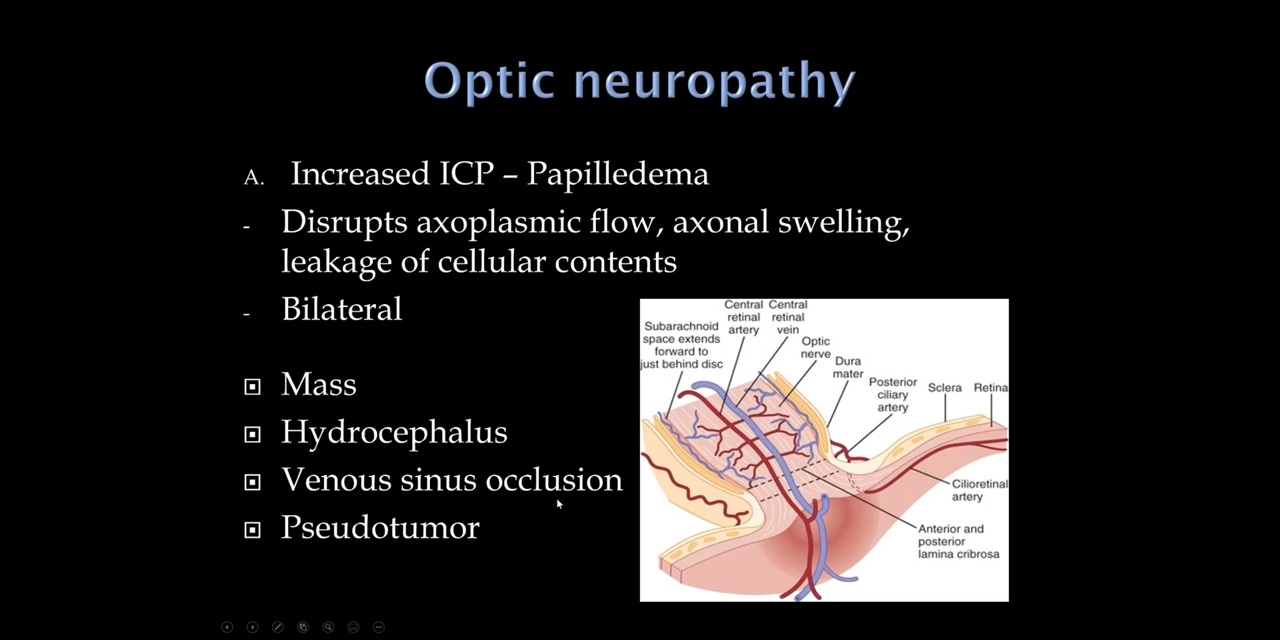 Optic neuropathy
A. Increased ICP – Papilledema
- Disrupts axoplasmic flow, axonal swelling,
leakage of cellular contents
- Bilateral
Mass
Hydrocephalus
Venous sinus occlusion
Pseudotumor
Subarachnoid
space extends
forward to
just behind disc
Central
retinal
artery
Central
retinal
vein
Optic
nerve
Dura
mater
Posterior
ciliary
artery
Sclera
Retina
Cilioretinal
artery
Anterior and
posterior
lamina cribrosa